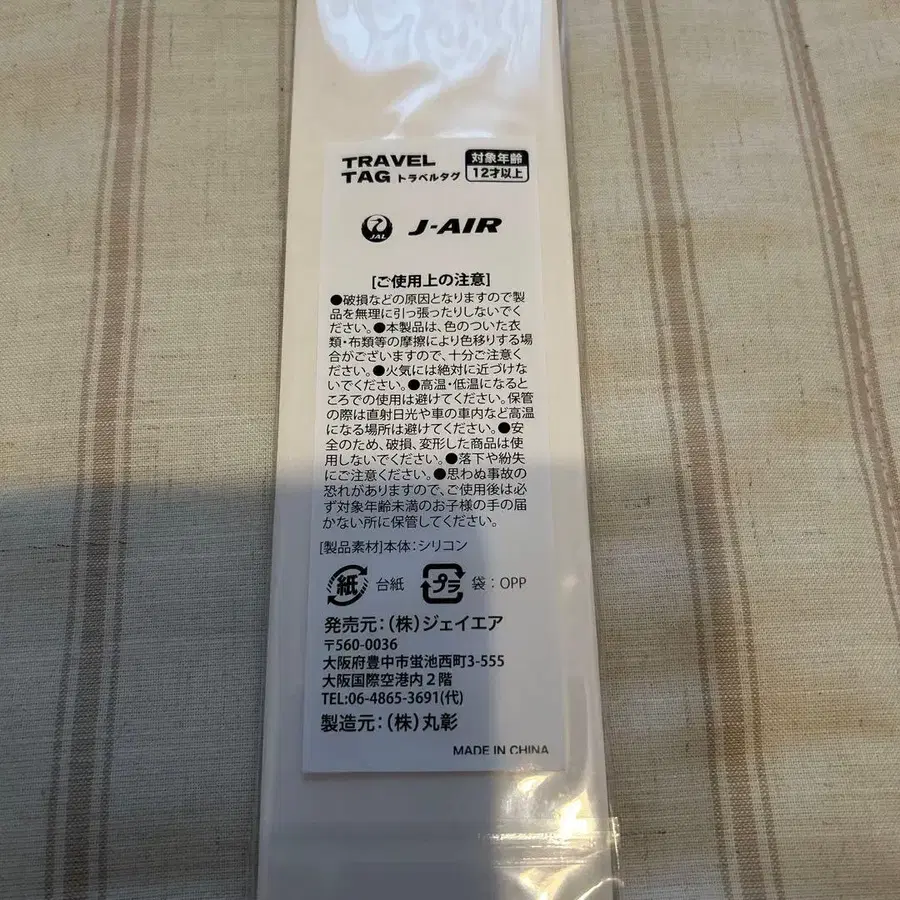 TRAVEL
TAG トラベルタグ
対象年齢
12才以上
JAL J-AIR
[ご使用上の注意]
●破損などの原因となりますので製
品を無理に引っ張ったりしないでく
ださい。●本製品は、色のついた衣
類・布類等の摩擦により色移りする場
合がございますので、十分ご注意く
ださい。●火気には絶対に近づけな
いでください。●高温・低温になると
ころでの使用は避けてください。保管
の際は直射日光や車の車内など高温
になる場所は避けてください。●安
全のため、破損、変形した商品は使
用しないでください。●落下や紛失
にご注意ください。●思わぬ事故の
恐れがありますので、ご使用後は必
ず対象年齢未満のお子様の手の届
かない所に保管してください。
[製品素材]本体:シリコン
紙 台紙 プラ 袋:OPP
発売元:(株)ジェイエア
〒560-0036
大阪府豊中市蛍池西町3-555
大阪国際空港内2階
TEL:06-4865-3691(代)
製造元:(株)丸彰
MADE IN CHINA